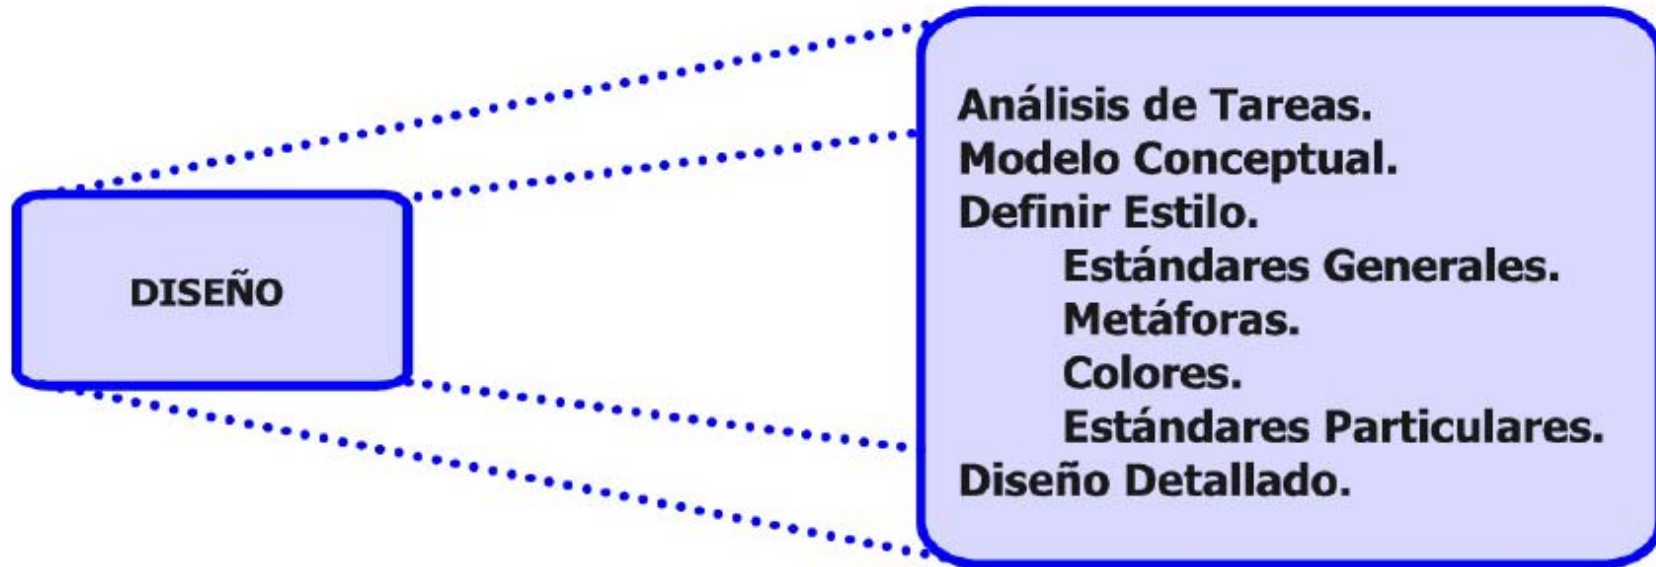 DISEÑO
Análisis de Tareas.
Modelo Conceptual.
Definir Estilo.
Estándares Generales.
Metáforas.
Colores.
Estándares Particulares.
Diseño Detallado.